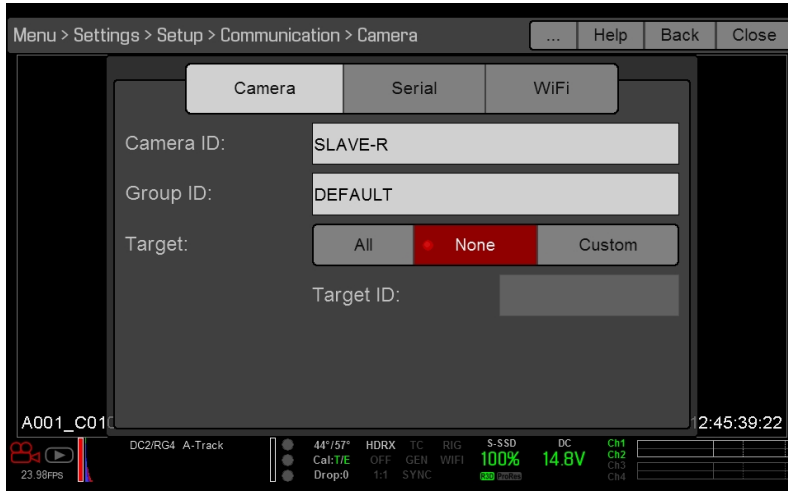 Menu > Settings > Setup > Communication > Camera
... Help Back Close
Camera Serial WiFi
Camera ID: SLAVE-R
Group ID: DEFAULT
Target: All None Custom
Target ID:
A001_C01 12:45:39:22
DC2/RG4 A-Track 44°/57° HDRX TC RIG S-SSD DC Ch1
Cal:T/E OFF GEN WIFI 100% 14.8V Ch2
23.98FPS Drop:0 1:1 SYNC R3D ProRes Ch3
Ch4